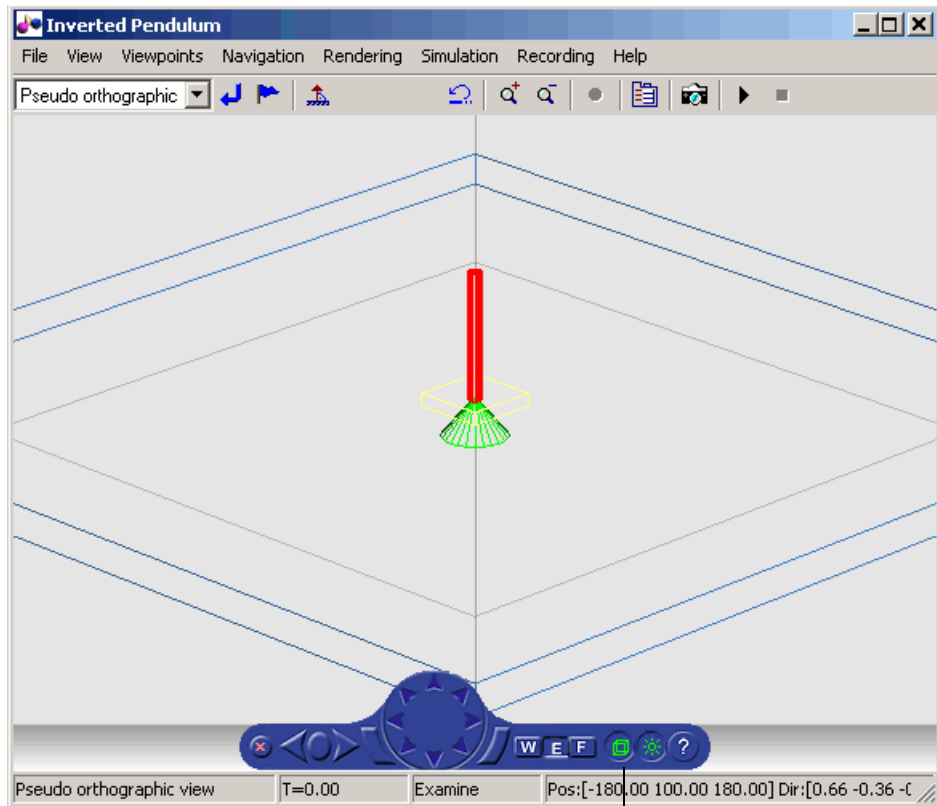 Inverted Pendulum
File View Viewpoints Navigation Rendering Simulation Recording Help
Pseudo orthographic
W E F ?
Pseudo orthographic view T=0.00 Examine Pos:[-180.00 100.00 180.00] Dir:[0.66 -0.36 -0